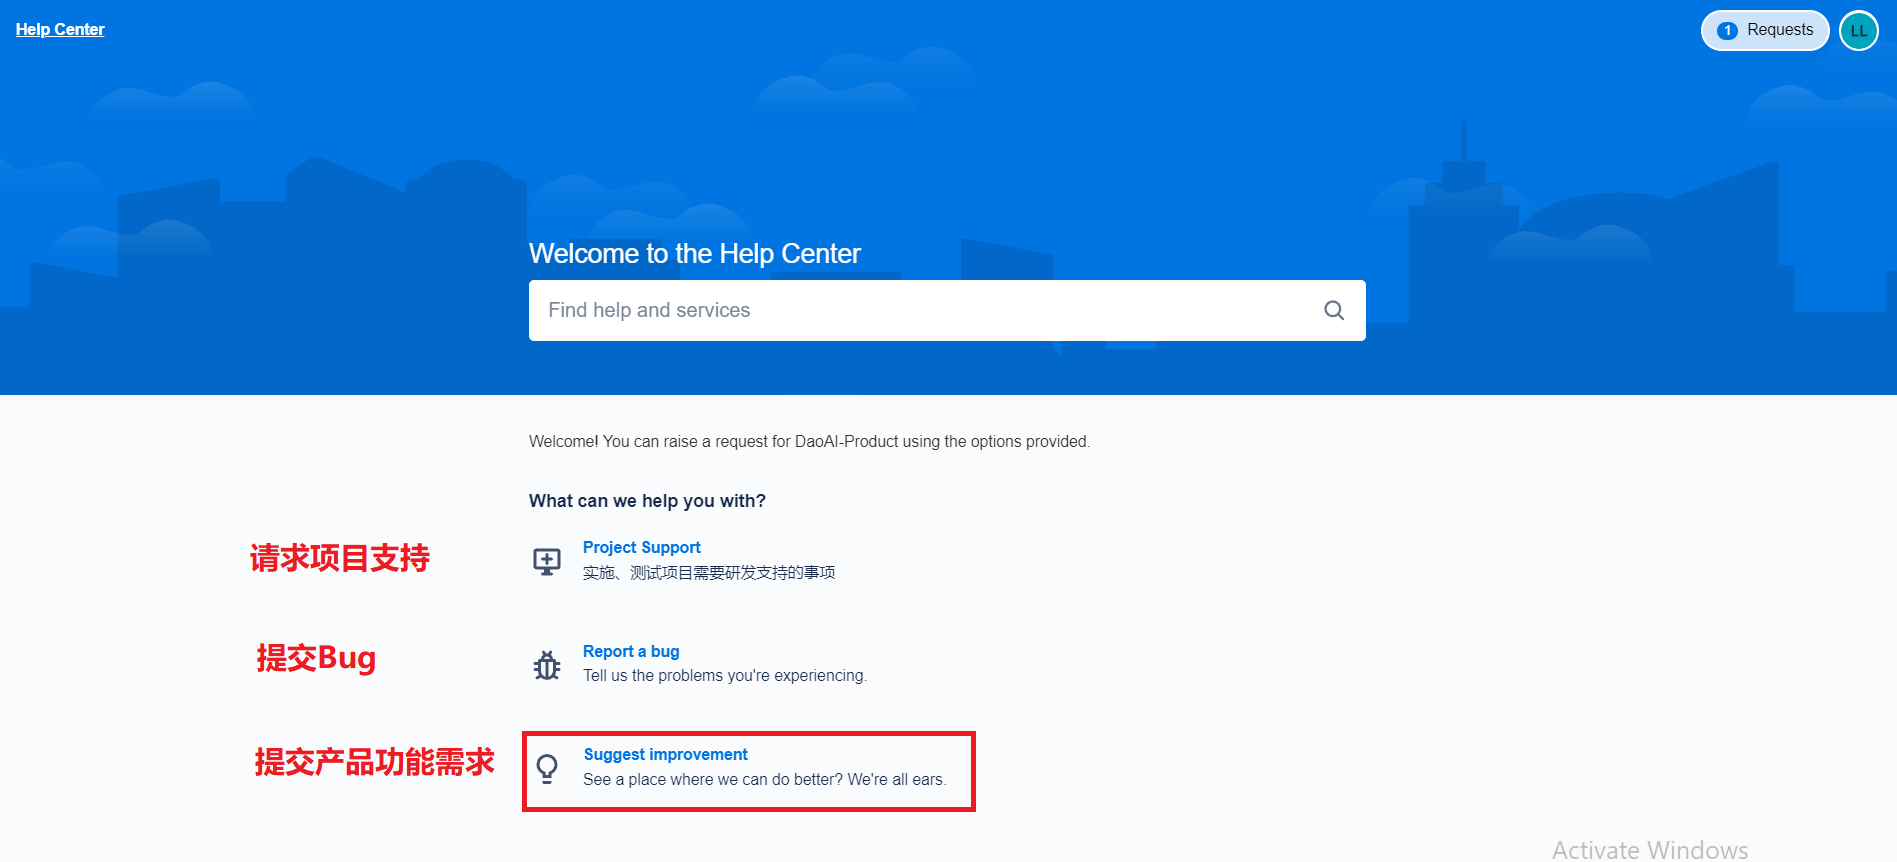 Help Center
1 Requests
LL
Welcome to the Help Center
Find help and services
Welcome! You can raise a request for DaoAI-Product using the options provided.
What can we help you with?
请求项目支持
Project Support
实施、测试项目需要研发支持的事项
提交Bug
Report a bug
Tell us the problems you're experiencing.
提交产品功能需求
Suggest improvement
See a place where we can do better? We're all ears.
Activate Windows